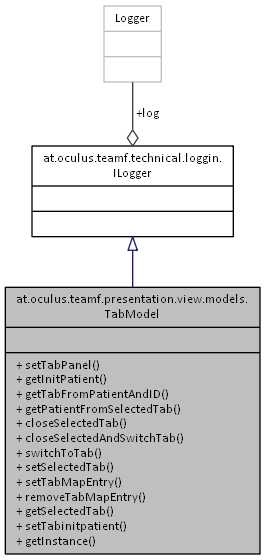 Logger
+log
at.oculus.teamf.technical.loggin.
ILogger
at.oculus.teamf.presentation.view.models.
TabModel
+ setTabPanel()
+ getInitPatient()
+ getTabFromPatientAndID()
+ getPatientFromSelectedTab()
+ closeSelectedTab()
+ closeSelectedAndSwitchTab()
+ switchToTab()
+ setSelectedTab()
+ setTabMapEntry()
+ removeTabMapEntry()
+ getSelectedTab()
+ setTabinitpatient()
+ getInstance()